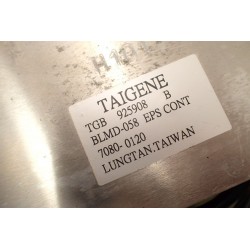 TAIGENE
TGB 925908 B
BLMD-058 EPS CONT
7080-0120
LUNGTAN.TAIWAN